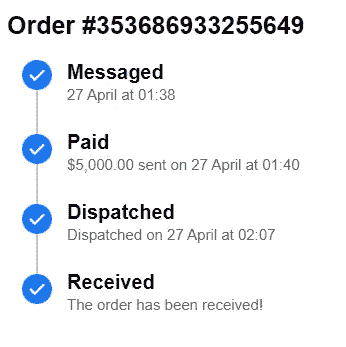 Order #353686933255649
Messaged
27 April at 01:38
Paid
$5,000.00 sent on 27 April at 01:40
Dispatched
Dispatched on 27 April at 02:07
Received
The order has been received!